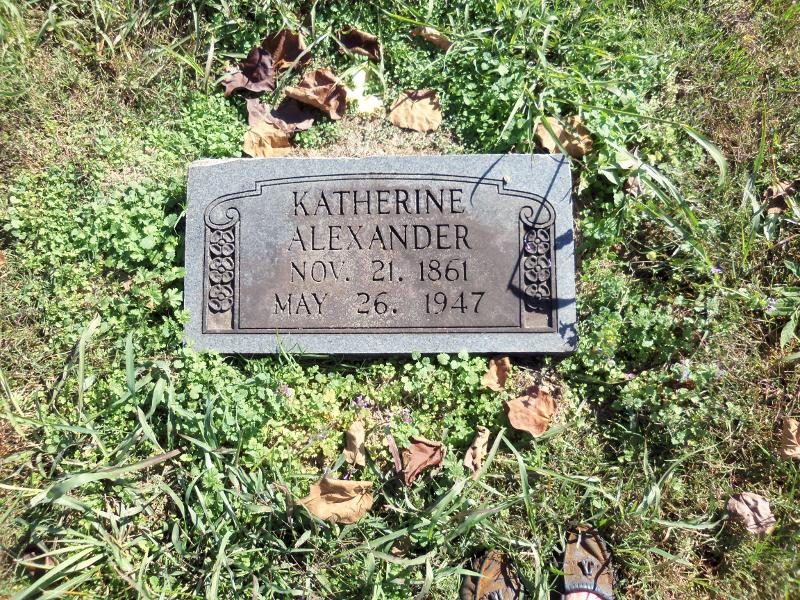 KATHERINE
ALEXANDER
NOV. 21. 1861
MAY 26. 1947